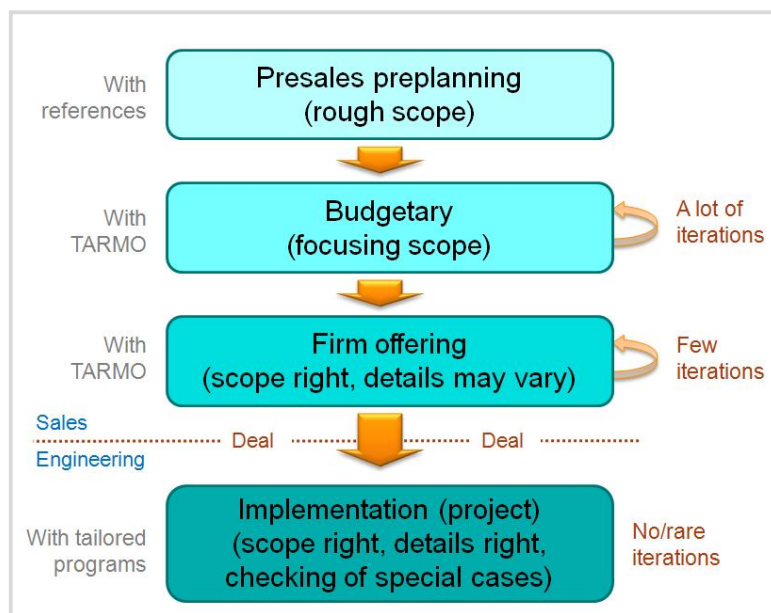 With
references
Presales preplanning
(rough scope)
With
TARMO
Budgetary
(focusing scope)
A lot of
iterations
With
TARMO
Firm offering
(scope right, details may vary)
Few
iterations
Sales
Deal
Deal
Engineering
With tailored
programs
Implementation (project)
(scope right, details right,
checking of special cases)
No/rare
iterations